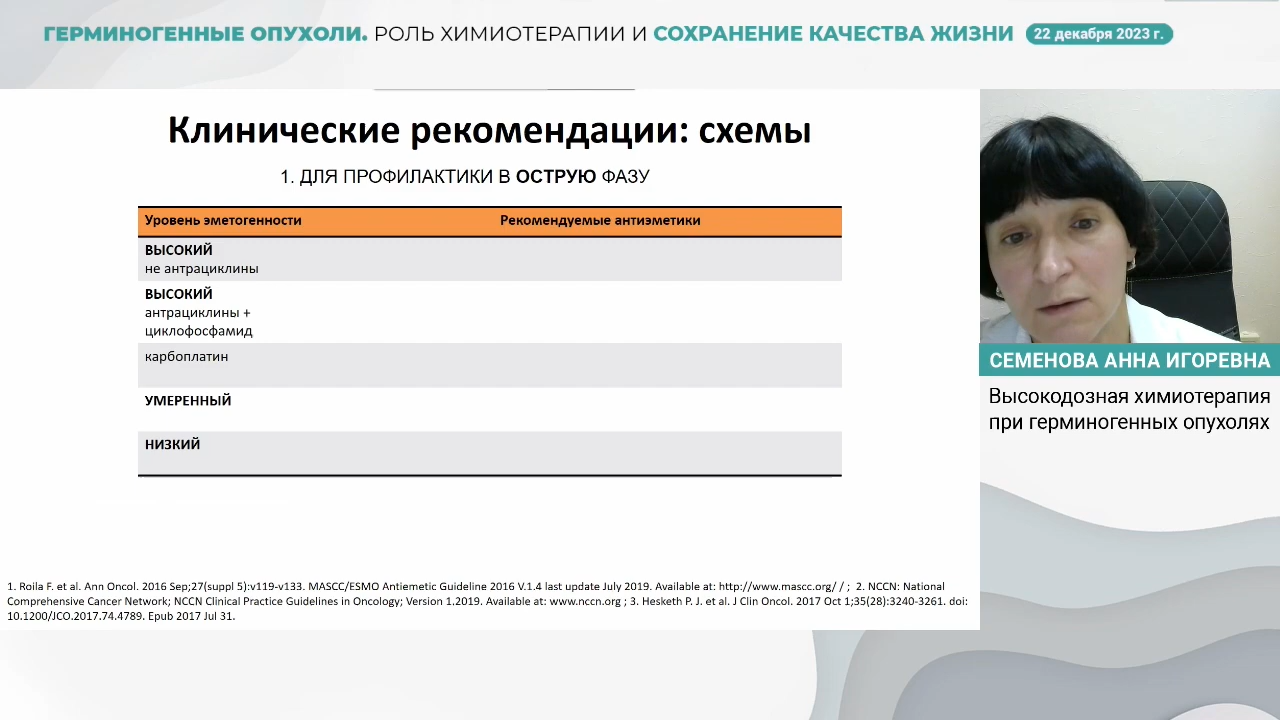 ГЕРМИНОГЕННЫЕ ОПУХОЛИ. РОЛЬ ХИМИОТЕРАПИИ И СОХРАНЕНИЕ КАЧЕСТВА ЖИЗНИ 22 декабря 2023 г.
Клинические рекомендации: схемы
1. ДЛЯ ПРОФИЛАКТИКИ В ОСТРУЮ ФАЗУ
Уровень эметогенности Рекомендуемые антиэметики
ВЫСОКИЙ
не антрациклины
ВЫСОКИЙ
антрациклины +
циклофосфамид
карбоплатин
УМЕРЕННЫЙ
НИЗКИЙ
1. Roila F. et al. Ann Oncol. 2016 Sep;27(suppl 5):v119-v133. MASCC/ESMO Antiemetic Guideline 2016 V.1.4 last update July 2019. Available at: http://www.mascc.org/ / ; 2. NCCN: National
Comprehensive Cancer Network; NCCN Clinical Practice Guidelines in Oncology; Version 1.2019. Available at: www.nccn.org ; 3. Hesketh P. J. et al. J Clin Oncol. 2017 Oct 1;35(28):3240-3261. doi:
10.1200/JCO.2017.74.4789. Epub 2017 Jul 31.
СЕМЕНОВА АННА ИГОРЕВНА
Высокодозная химиотерапия
при герминогенных опухолях